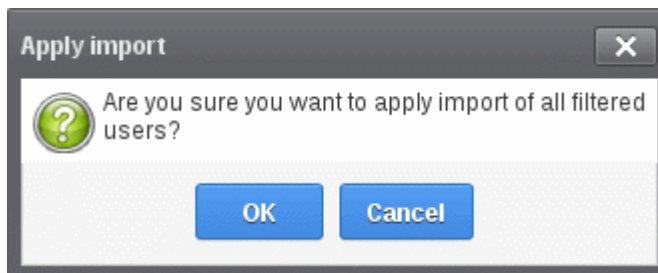 Apply import
Are you sure you want to apply import of all filtered
users?
OK
Cancel